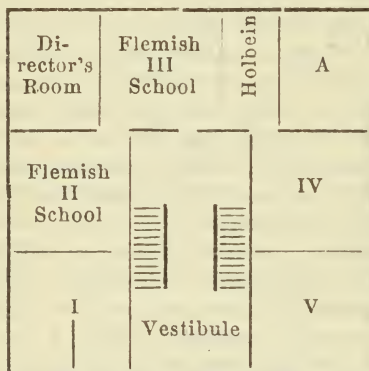 Di-
rector's
Room
Flemish
III
School
Holbein
A
Flemish
II
School
IV
I
Vestibule
V